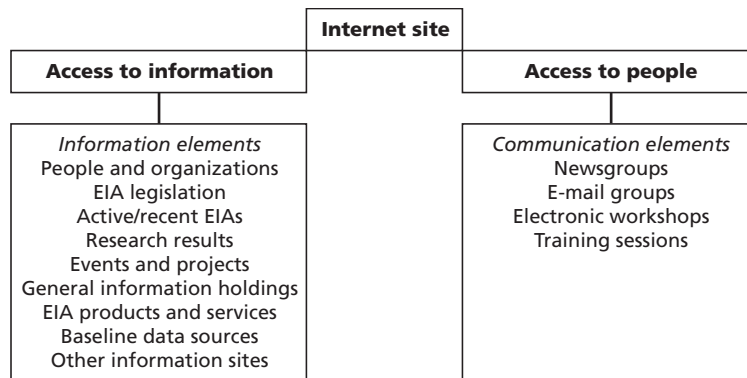 Internet site
Access to information
Access to people
Information elements
People and organizations
EIA legislation
Active/recent EIAs
Research results
Events and projects
General information holdings
EIA products and services
Baseline data sources
Other information sites
Communication elements
Newsgroups
E-mail groups
Electronic workshops
Training sessions